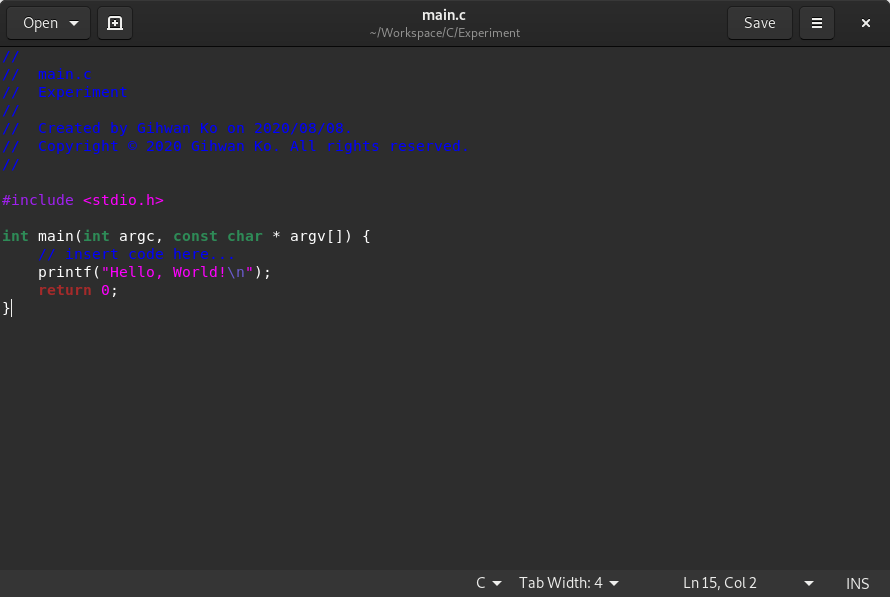 Open
main.c
~/Workspace/C/Experiment
Save
//
//  main.c
//  Experiment
//
//  Created by Gihwan Ko on 2020/08/08.
//  Copyright © 2020 Gihwan Ko. All rights reserved.
//
#include <stdio.h>
int main(int argc, const char * argv[]) {
    // insert code here...
    printf("Hello, World!\n");
    return 0;
}
C
Tab Width: 4
Ln 15, Col 2
INS